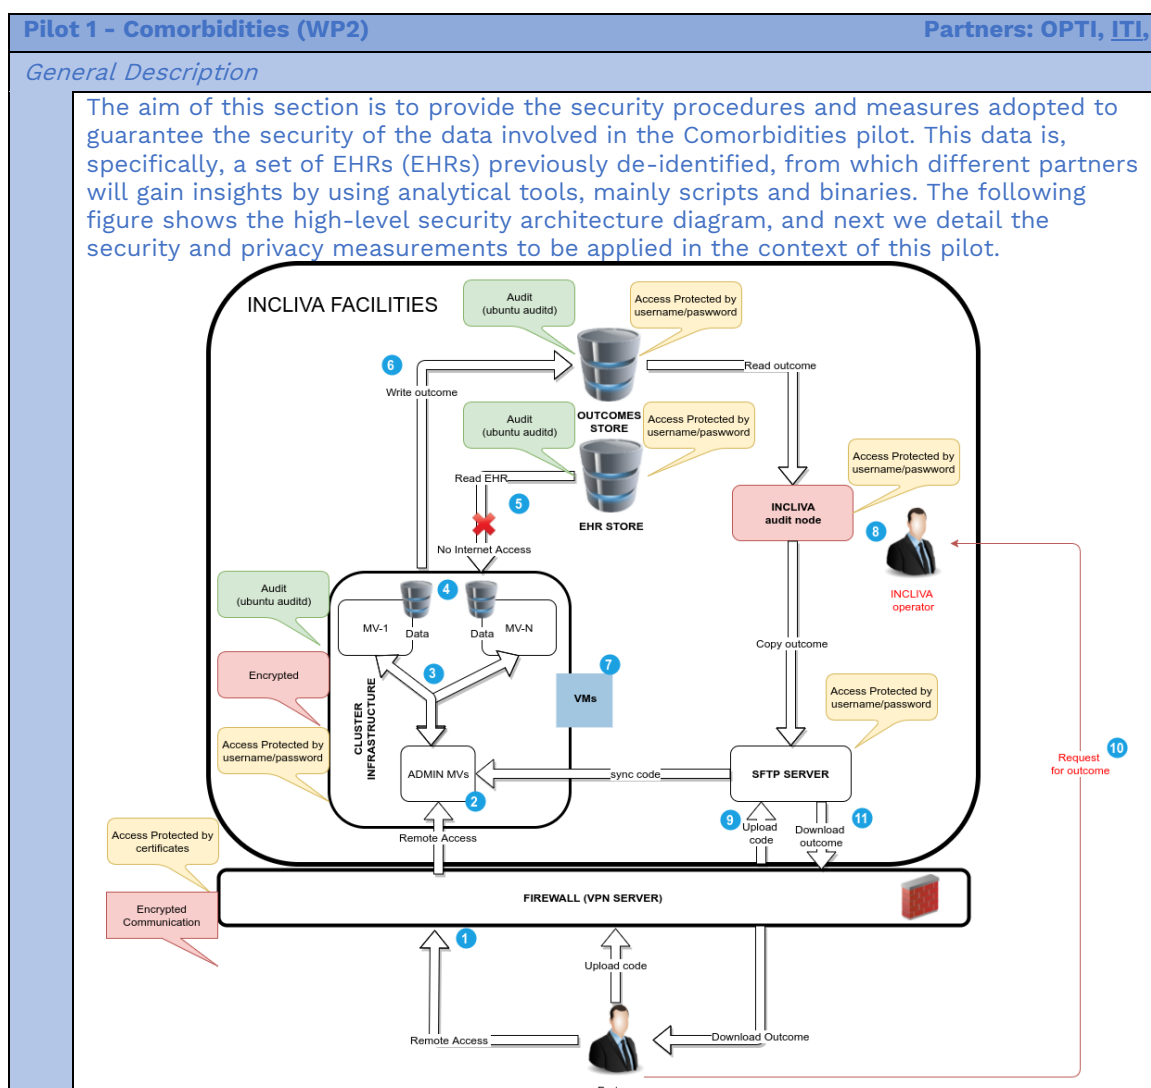 Pilot 1 - Comorbidities (WP2) Partners: OPTI, ITI,
General Description
The aim of this section is to provide the security procedures and measures adopted to
guarantee the security of the data involved in the Comorbidities pilot. This data is,
specifically, a set of EHRs (EHRs) previously de-identified, from which different partners
will gain insights by using analytical tools, mainly scripts and binaries. The following
figure shows the high-level security architecture diagram, and next we detail the
security and privacy measurements to be applied in the context of this pilot.
INCLIVA FACILITIES
Audit
(ubuntu auditd)
Access Protected by
username/paswword
6
Write outcome
Read outcome
OUTCOMES
STORE
Audit
(ubuntu auditd)
Access Protected by
username/paswword
Read EHR
5
EHR STORE
No Internet Access
Access Protected by
username/paswword
INCLIVA
audit node
8
INCLIVA
operator
Audit
(ubuntu auditd)
4
MV-1
Data
Data
MV-N
Encrypted
3
CLUSTER
INFRASTRUCTURE
7
VMs
Copy outcome
Access Protected by
username/password
Access Protected by
username/password
ADMIN MVs
2
sync code
SFTP SERVER
Request
for outcome
10
Remote Access
9
Upload
code
Download
outcome
11
Access Protected by
certificates
Encrypted
Communication
FIREWALL (VPN SERVER)
1
Upload code
Remote Access
Download Outcome